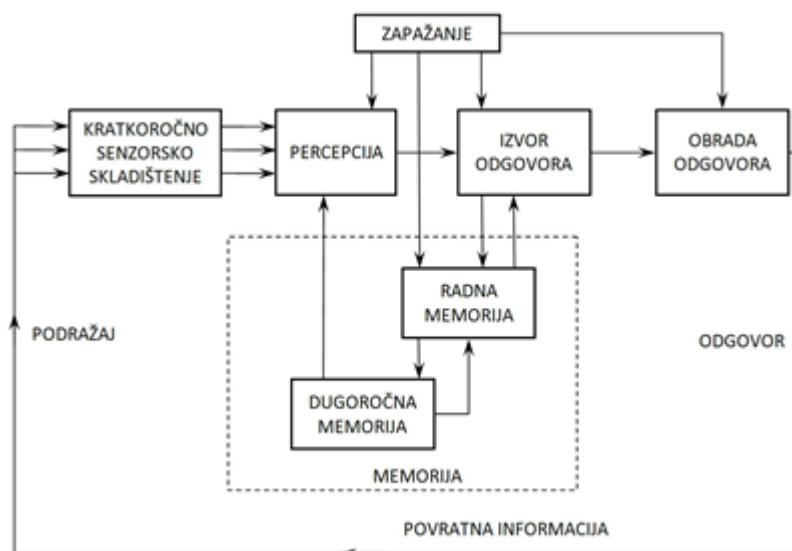 ZAPAŽANJE
KRATKOROČNO
SENZORSKO
SKLADIŠTENJE
PERCEPCIJA
IZVOR
ODGOVORA
OBRADA
ODGOVORA
RADNA
MEMORIJA
PODRAŽAJ
ODGOVOR
DUGOROČNA
MEMORIJA
MEMORIJA
POVRATNA INFORMACIJA